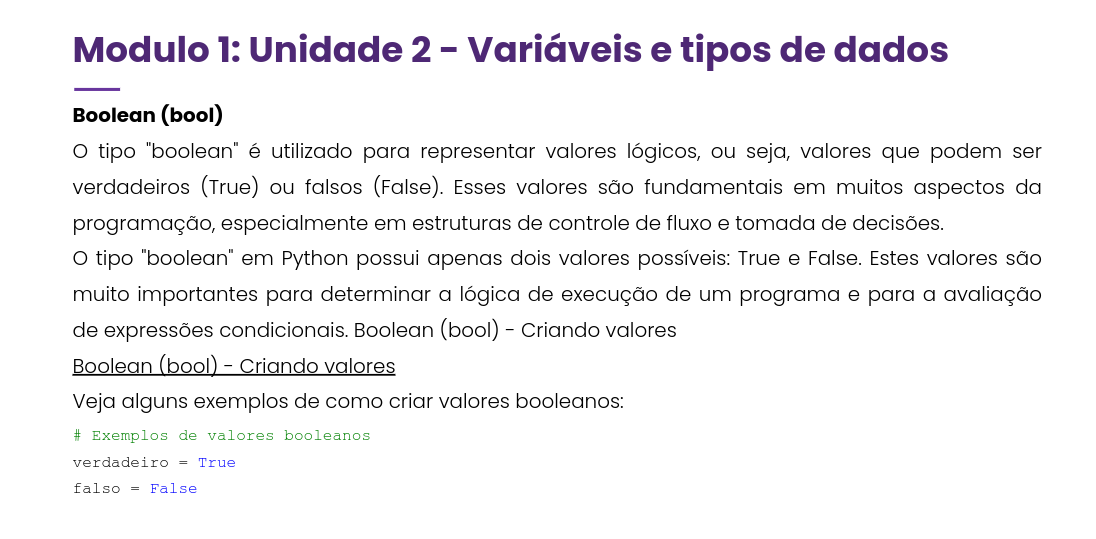 Modulo 1: Unidade 2 - Variáveis e tipos de dados
Boolean (bool)
O tipo "boolean" é utilizado para representar valores lógicos, ou seja, valores que podem ser
verdadeiros (True) ou falsos (False). Esses valores são fundamentais em muitos aspectos da
programação, especialmente em estruturas de controle de fluxo e tomada de decisões.
O tipo "boolean" em Python possui apenas dois valores possíveis: True e False. Estes valores são
muito importantes para determinar a lógica de execução de um programa e para a avaliação
de expressões condicionais. Boolean (bool) - Criando valores
Boolean (bool) - Criando valores
Veja alguns exemplos de como criar valores booleanos:
# Exemplos de valores booleanos
verdadeiro = True
falso = False